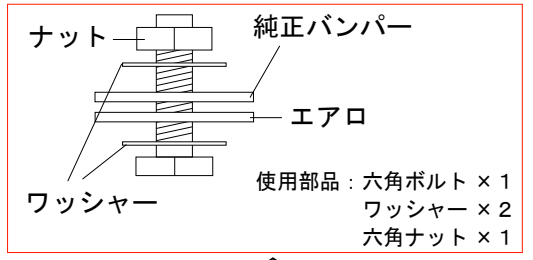 ナット
純正バンパー
エアロ
ワッシャー
使用部品：六角ボルト × 1
ワッシャー × 2
六角ナット × 1